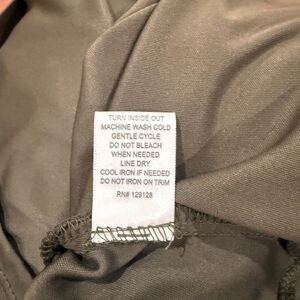 TURN INSIDE OUT
MACHINE WASH COLD
GENTLE CYCLE
DO NOT BLEACH
WHEN NEEDED
LINE DRY
COOL IRON IF NEEDED
DO NOT IRON ON TRIM
RN# 129128